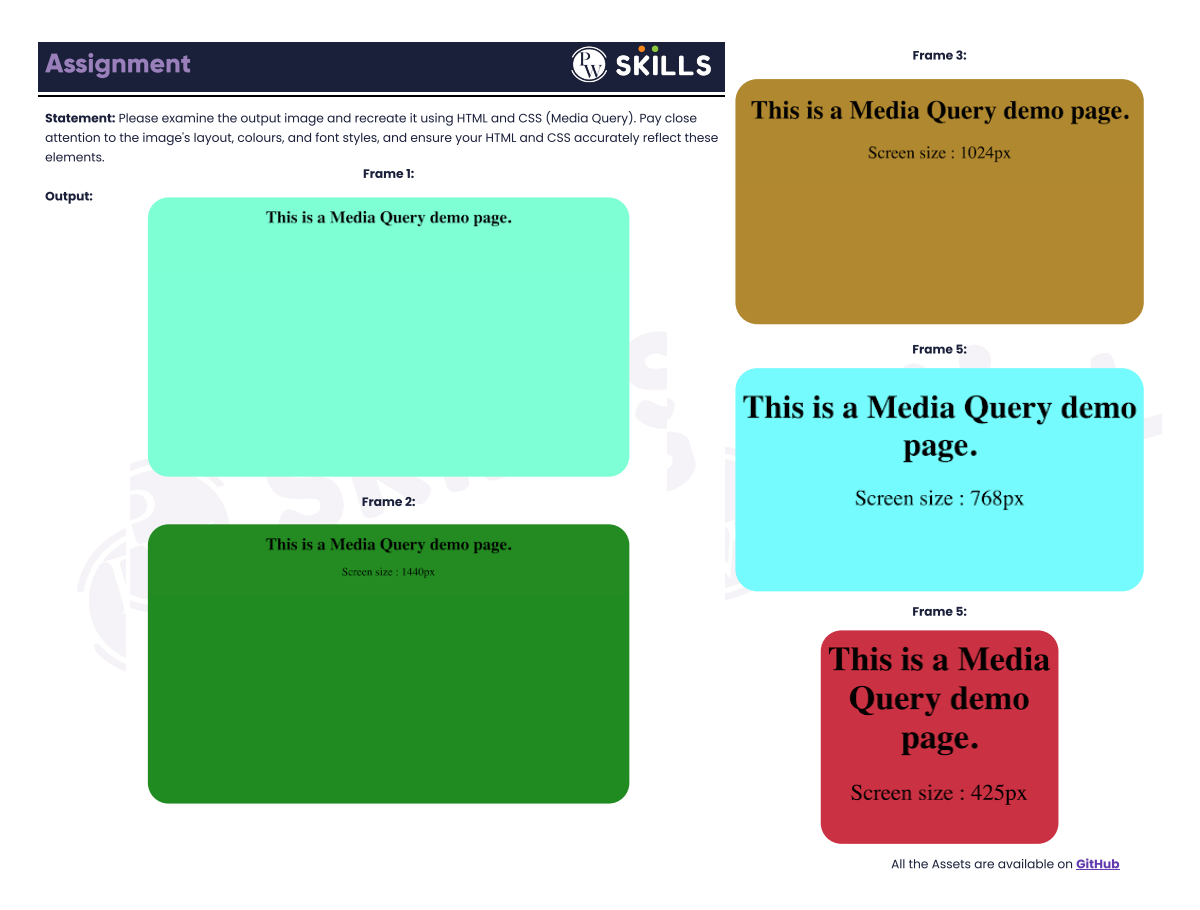 Assignment
PW SKILLS
Statement: Please examine the output image and recreate it using HTML and CSS (Media Query). Pay close
attention to the image's layout, colours, and font styles, and ensure your HTML and CSS accurately reflect these
elements.
Frame 1:
Output:
This is a Media Query demo page.
Frame 2:
This is a Media Query demo page.
Screen size : 1440px
Frame 3:
This is a Media Query demo page.
Screen size : 1024px
Frame 5:
This is a Media Query demo
page.
Screen size : 768px
Frame 5:
This is a Media
Query demo
page.
Screen size : 425px
All the Assets are available on GitHub